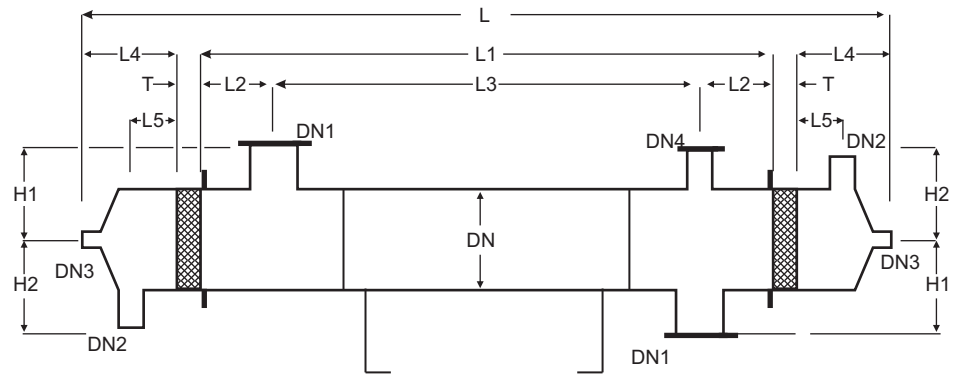 L
L4 L1 L4
T L2 L3 L2 T
L5 L5
DN1 DN4 DN2
H1 H2
DN
DN3 DN3
H2 H1
DN2 DN1